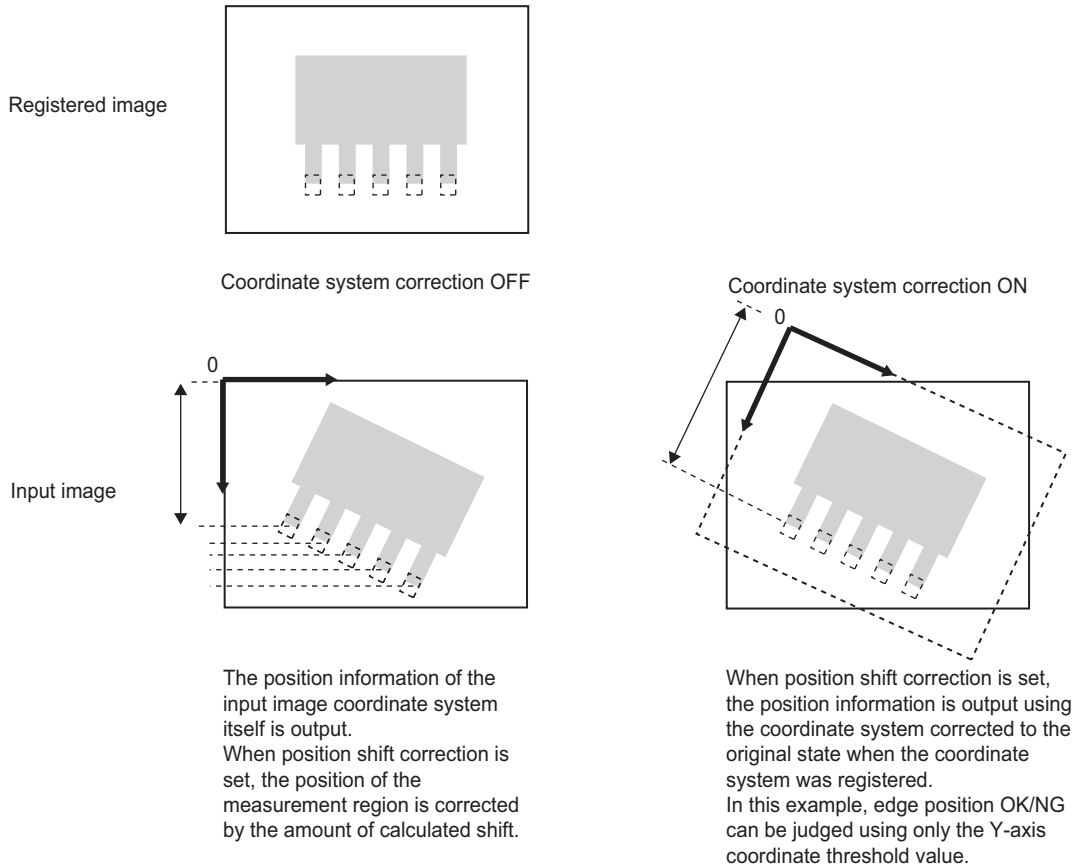 Registered image
Coordinate system correction OFF
Coordinate system correction ON
0
0
Input image
The position information of the
input image coordinate system
itself is output.
When position shift correction is
set, the position of the
measurement region is corrected
by the amount of calculated shift.
When position shift correction is set,
the position information is output using
the coordinate system corrected to the
original state when the coordinate
system was registered.
In this example, edge position OK/NG
can be judged using only the Y-axis
coordinate threshold value.